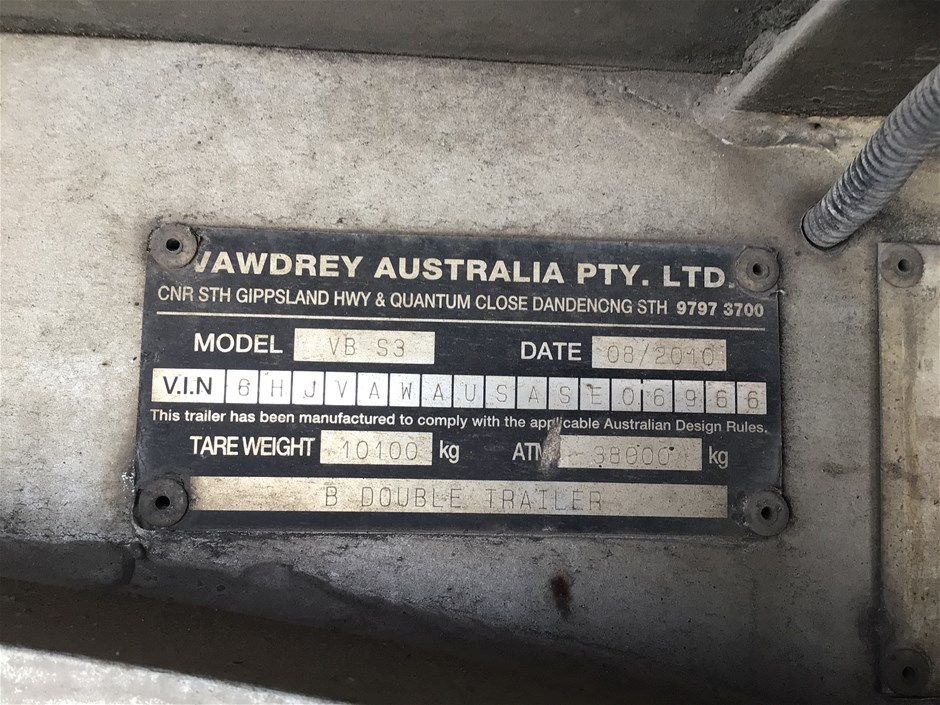 VAWDREY AUSTRALIA PTY. LTD.
CNR STH GIPPSLAND HWY & QUANTUM CLOSE DANDENCNG STH 9797 3700
MODEL VB S3 DATE 08/2010
V.I.N 6HJVAWAUSASE06966
This trailer has been manufactured to comply with the applicable Australian Design Rules.
TARE WEIGHT 10100 kg ATM 38900 kg
B DOUBLE TRAILER